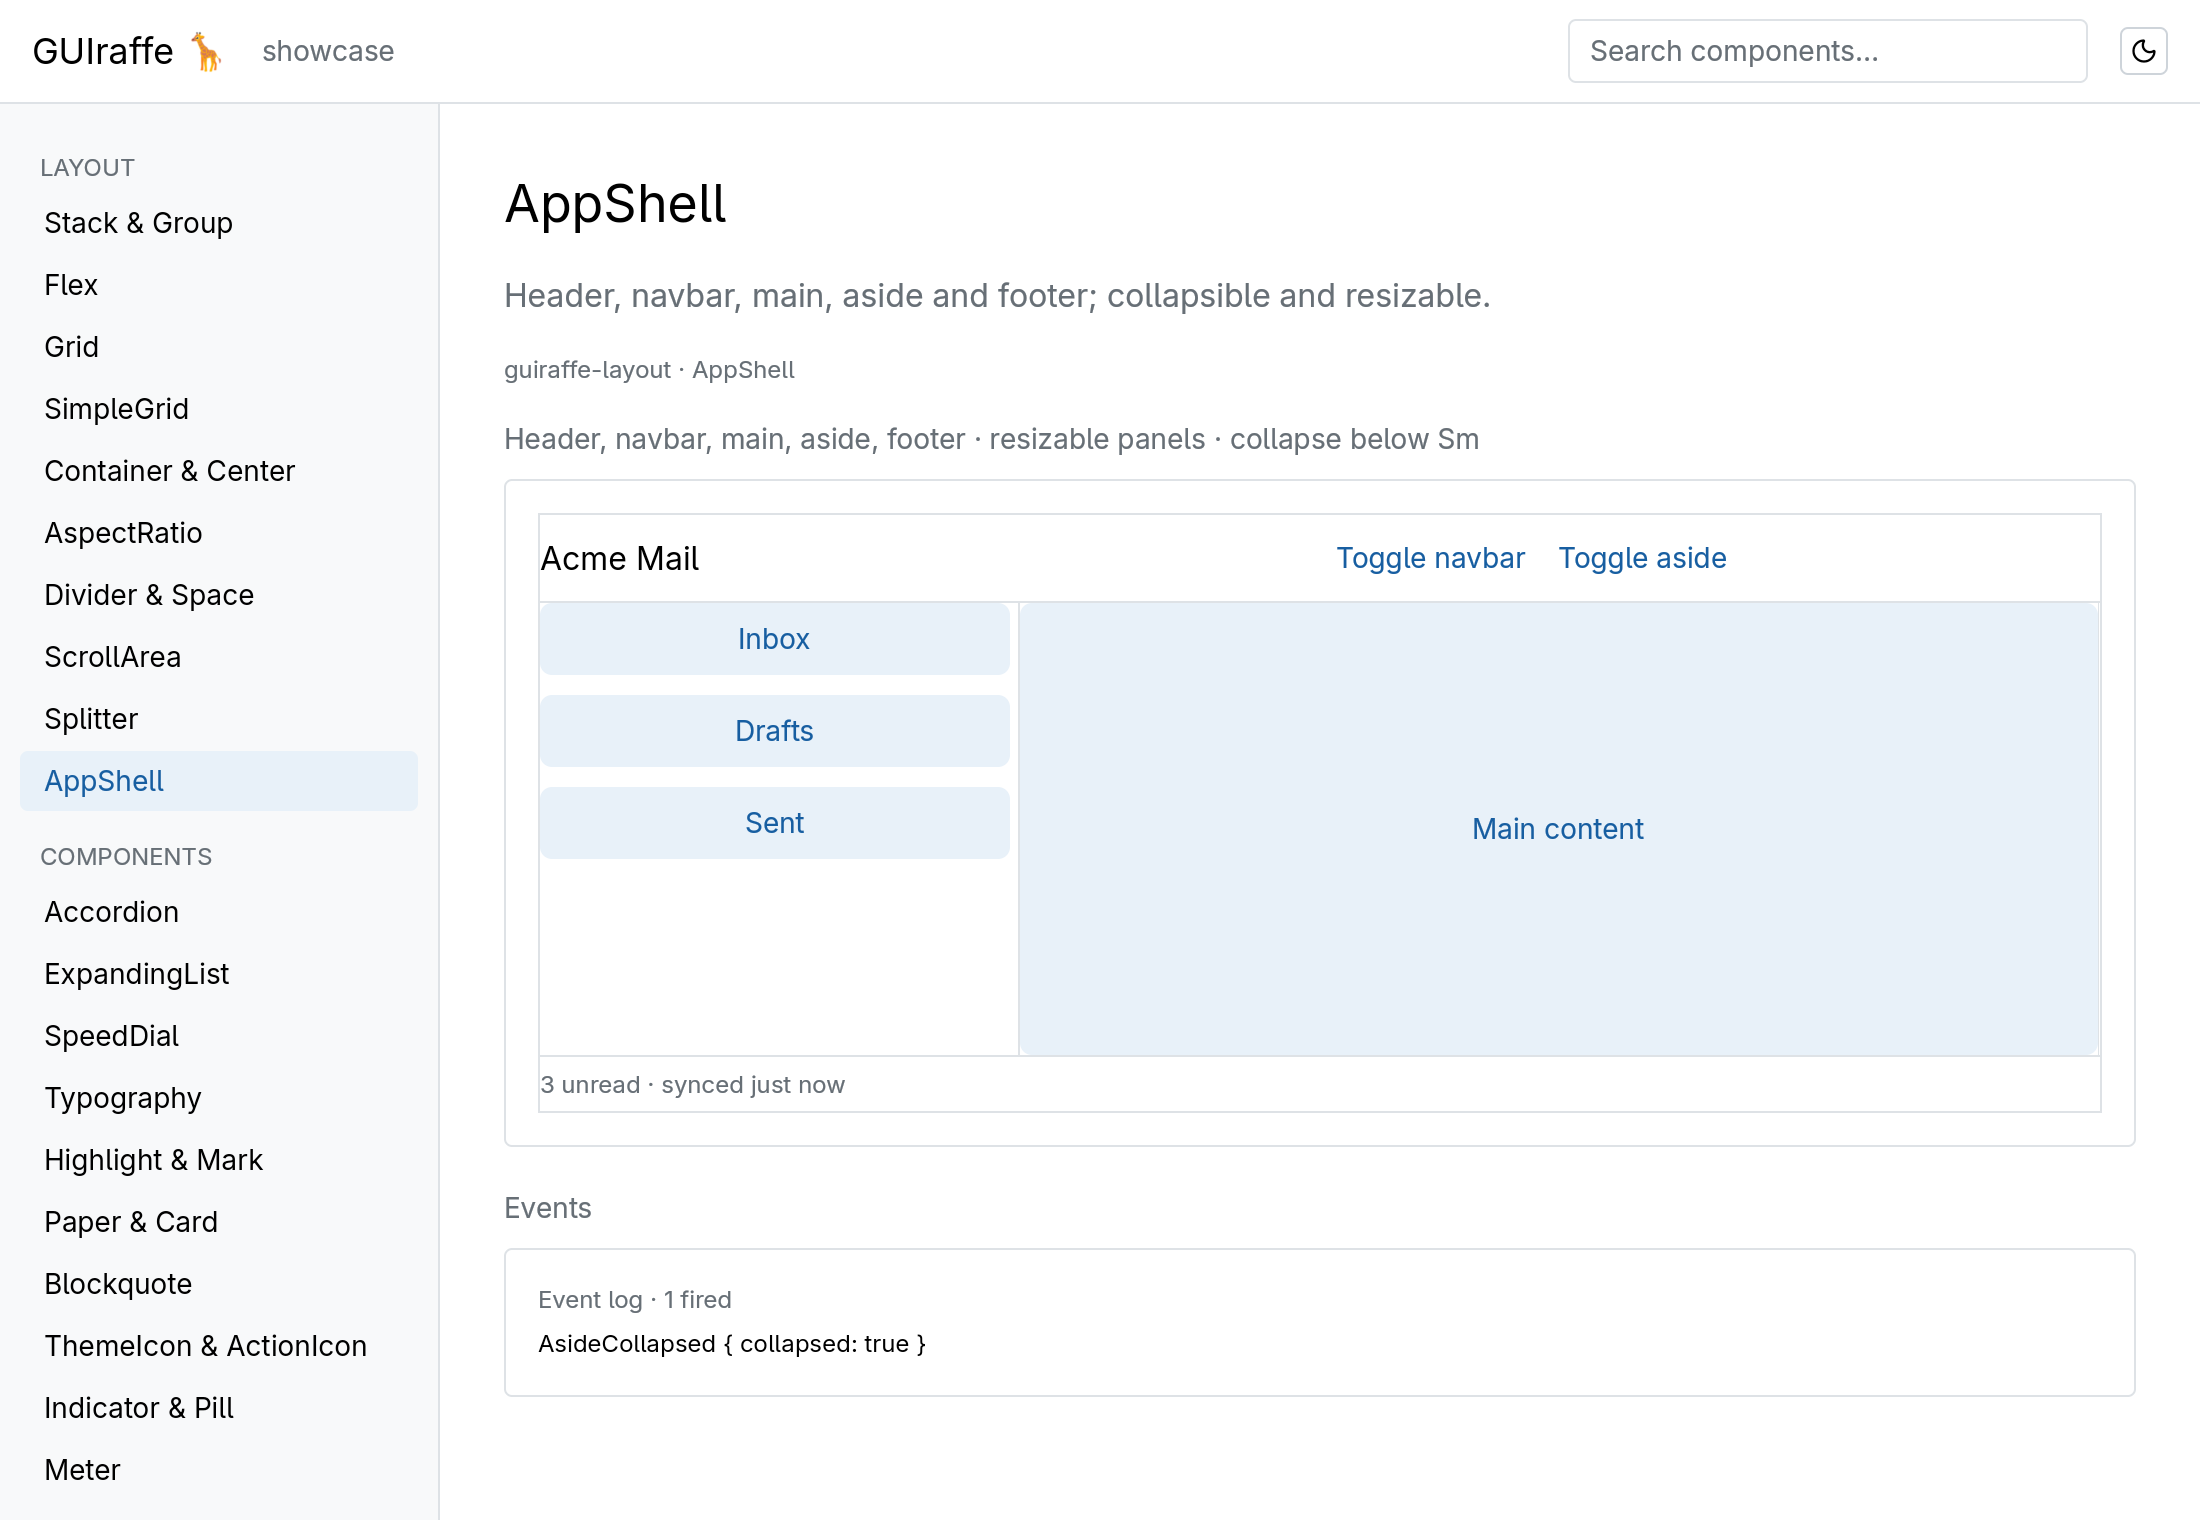 GUIraffe 🦒 showcase
Search components...
LAYOUT
Stack & Group
Flex
Grid
SimpleGrid
Container & Center
AspectRatio
Divider & Space
ScrollArea
Splitter
AppShell
COMPONENTS
Accordion
ExpandingList
SpeedDial
Typography
Highlight & Mark
Paper & Card
Blockquote
ThemeIcon & ActionIcon
Indicator & Pill
Meter
AppShell
Header, navbar, main, aside and footer; collapsible and resizable.
guiraffe-layout · AppShell
Header, navbar, main, aside, footer · resizable panels · collapse below Sm
Acme Mail
Toggle navbar Toggle aside
Inbox
Drafts
Sent
Main content
3 unread · synced just now
Events
Event log · 1 fired
AsideCollapsed { collapsed: true }